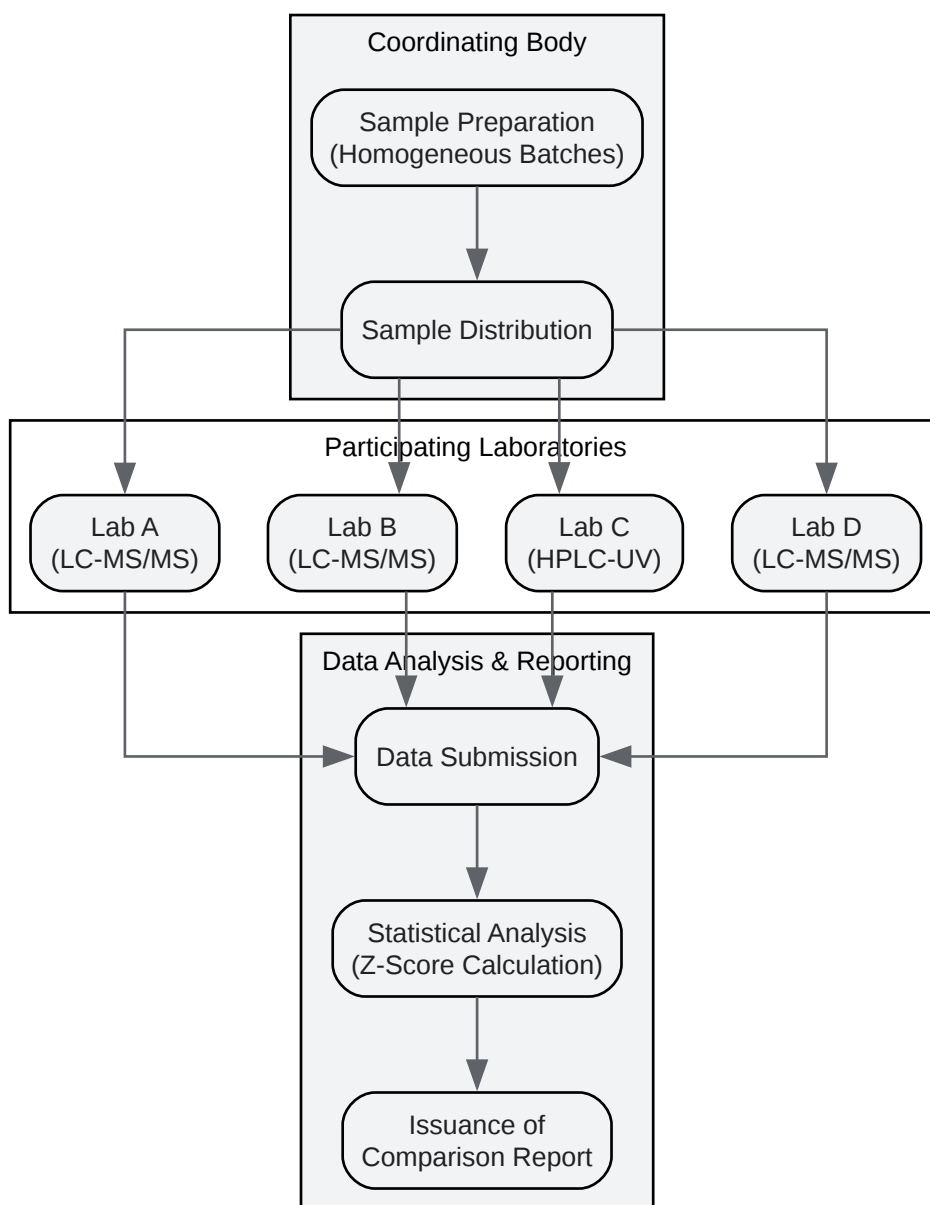 Coordinating Body
Sample Preparation
(Homogeneous Batches)
Sample Distribution
Participating Laboratories
Lab A
(LC-MS/MS)
Lab B
(LC-MS/MS)
Lab C
(HPLC-UV)
Lab D
(LC-MS/MS)
Data Analysis & Reporting
Data Submission
Statistical Analysis
(Z-Score Calculation)
Issuance of
Comparison Report